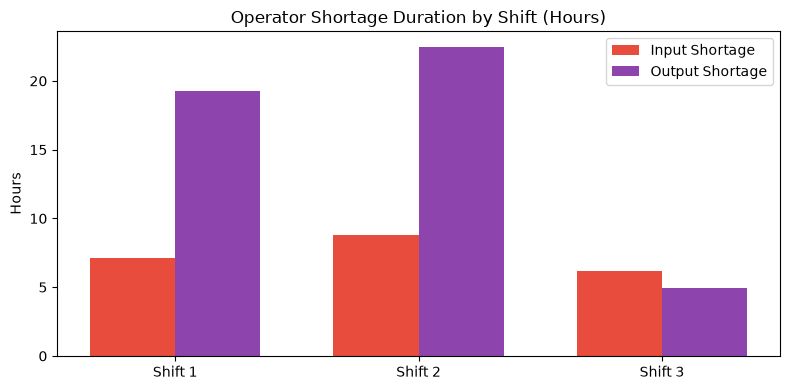 Operator Shortage Duration by Shift (Hours)
Input Shortage
Output Shortage
Hours
20
15
10
5
0
Shift 1
Shift 2
Shift 3